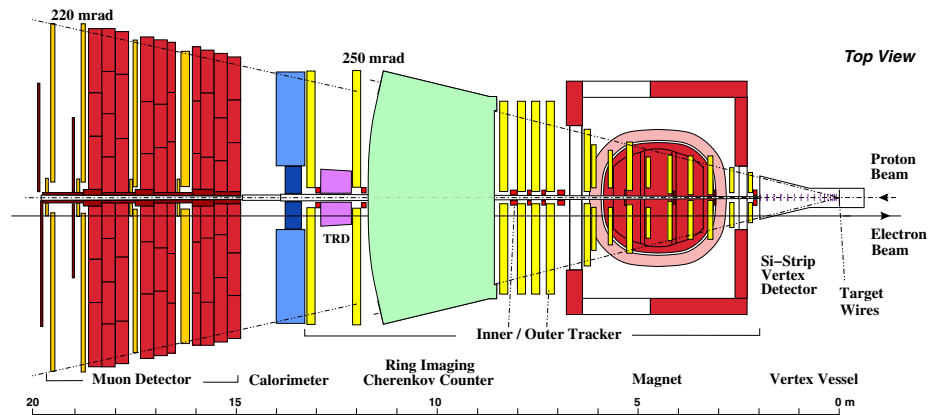 220 mrad
250 mrad
Top View
Proton
Beam
Electron
Beam
TRD
Si–Strip
Vertex
Detector
Target
Wires
Inner / Outer Tracker
Muon Detector
Calorimeter
Ring Imaging
Cherenkov Counter
Magnet
Vertex Vessel
20 15 10 5 0 m